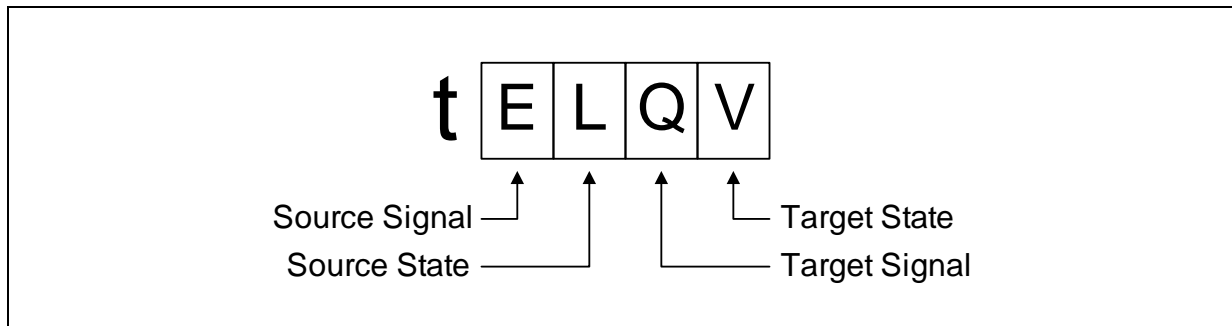 t E L Q V
Source Signal
Target State
Source State
Target Signal